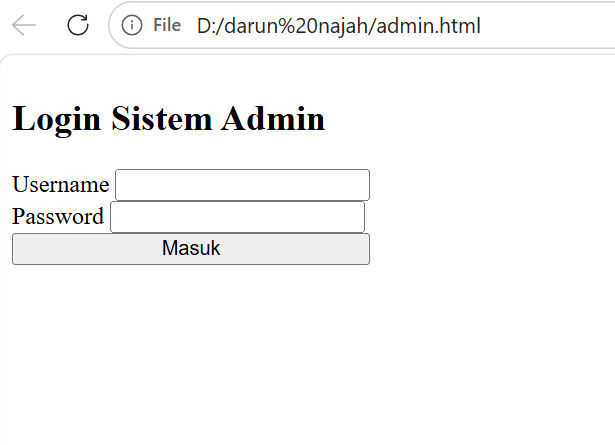 File D:/darun%20najah/admin.html
Login Sistem Admin
Username
Password
Masuk